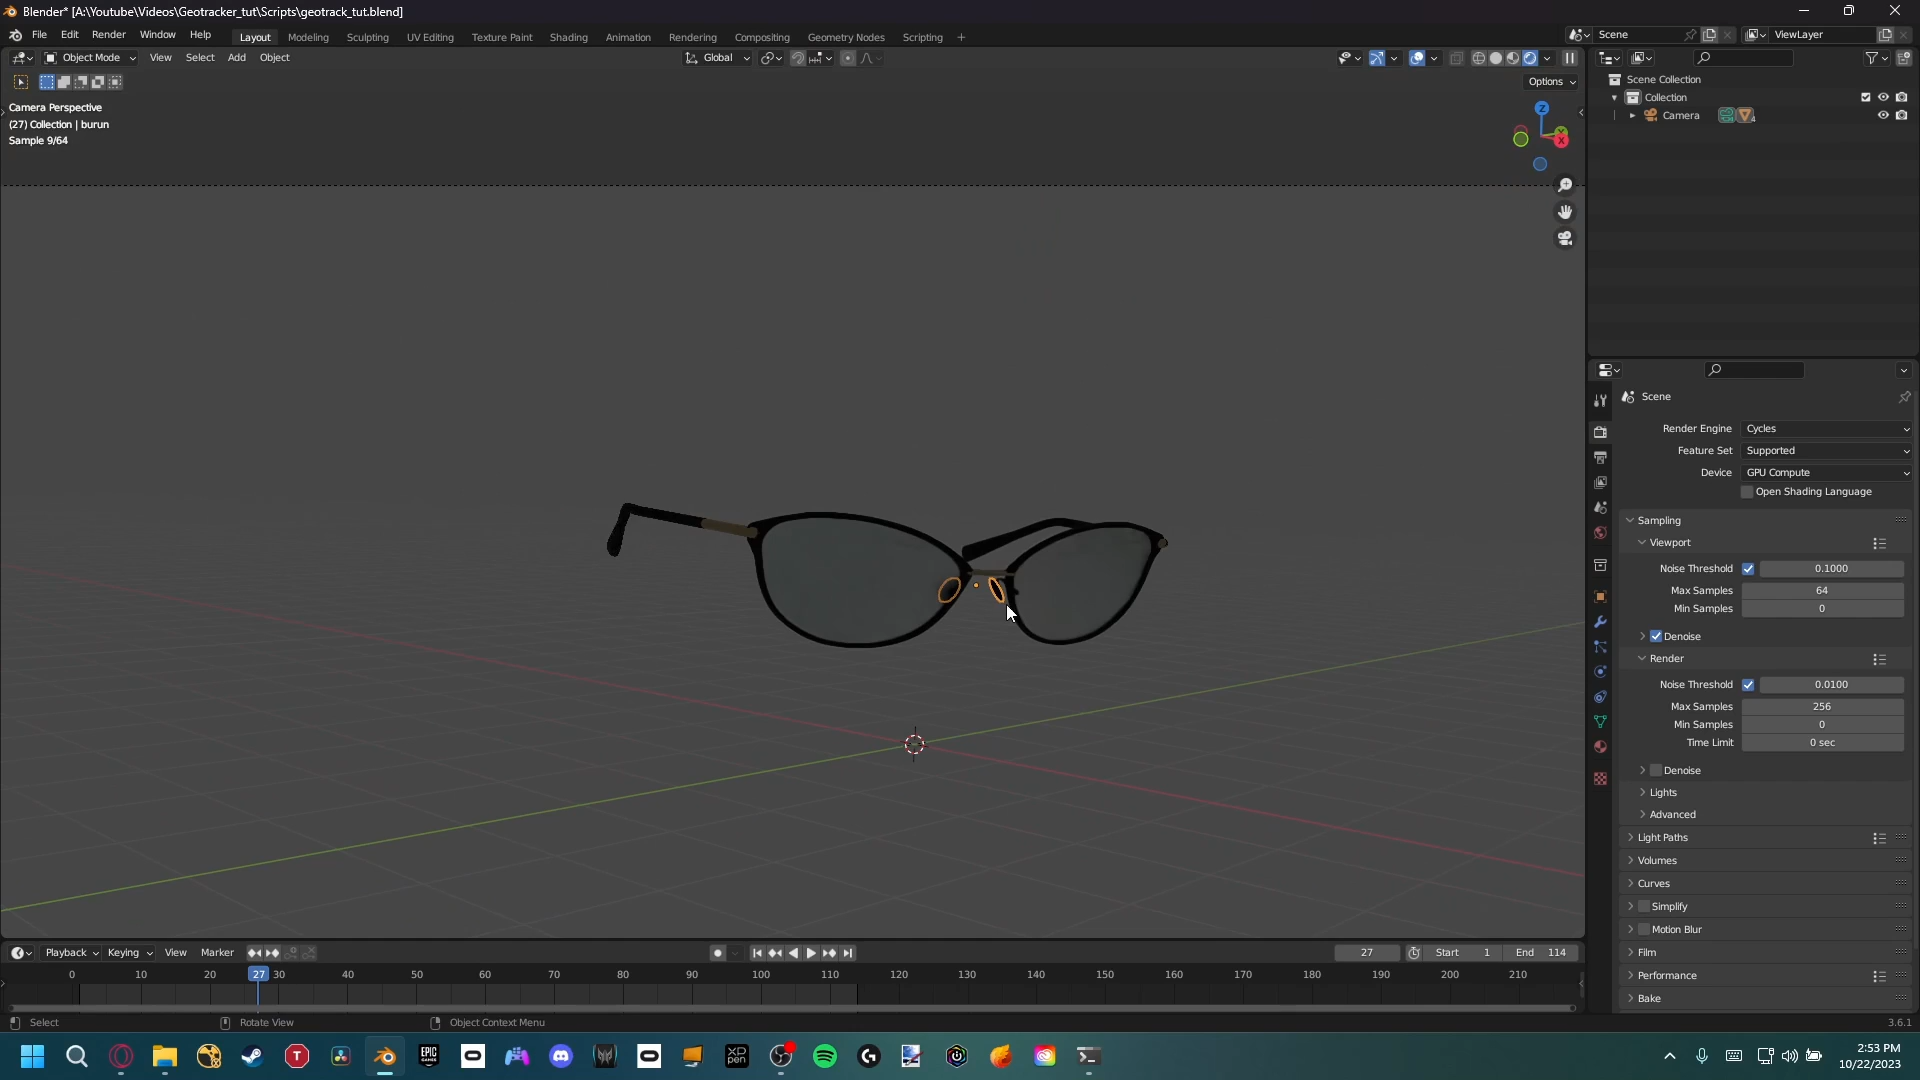 Blender* [A:\Youtube\Videos\Geotracker_tut\Scripts\geotrack_tut.blend]
File Edit Render Window Help Layout Modeling Sculpting UV Editing Texture Paint Shading Animation Rendering Compositing Geometry Nodes Scripting + Scene ViewLayer
Object Mode View Select Add Object Global
Options
Camera Perspective
(27) Collection | burun
Sample 9/64
Z
Y
X
Scene Collection
Collection
Camera
4
Scene
Render Engine Cycles
Feature Set Supported
Device GPU Compute
Open Shading Language
Sampling
Viewport
Noise Threshold 0.1000
Max Samples 64
Min Samples 0
Denoise
Render
Noise Threshold 0.0100
Max Samples 256
Min Samples 0
Time Limit 0 sec
Denoise
Lights
Advanced
Light Paths
Volumes
Curves
Simplify
Motion Blur
Film
Performance
Bake
Playback Keying View Marker 27 Start 1 End 114
0 10 20 27 30 40 50 60 70 80 90 100 110 120 130 140 150 160 170 180 190 200 210
Select Rotate View Object Context Menu 3.6.1
T
EPIC GAMES
XP PEN
2:53 PM
10/22/2023